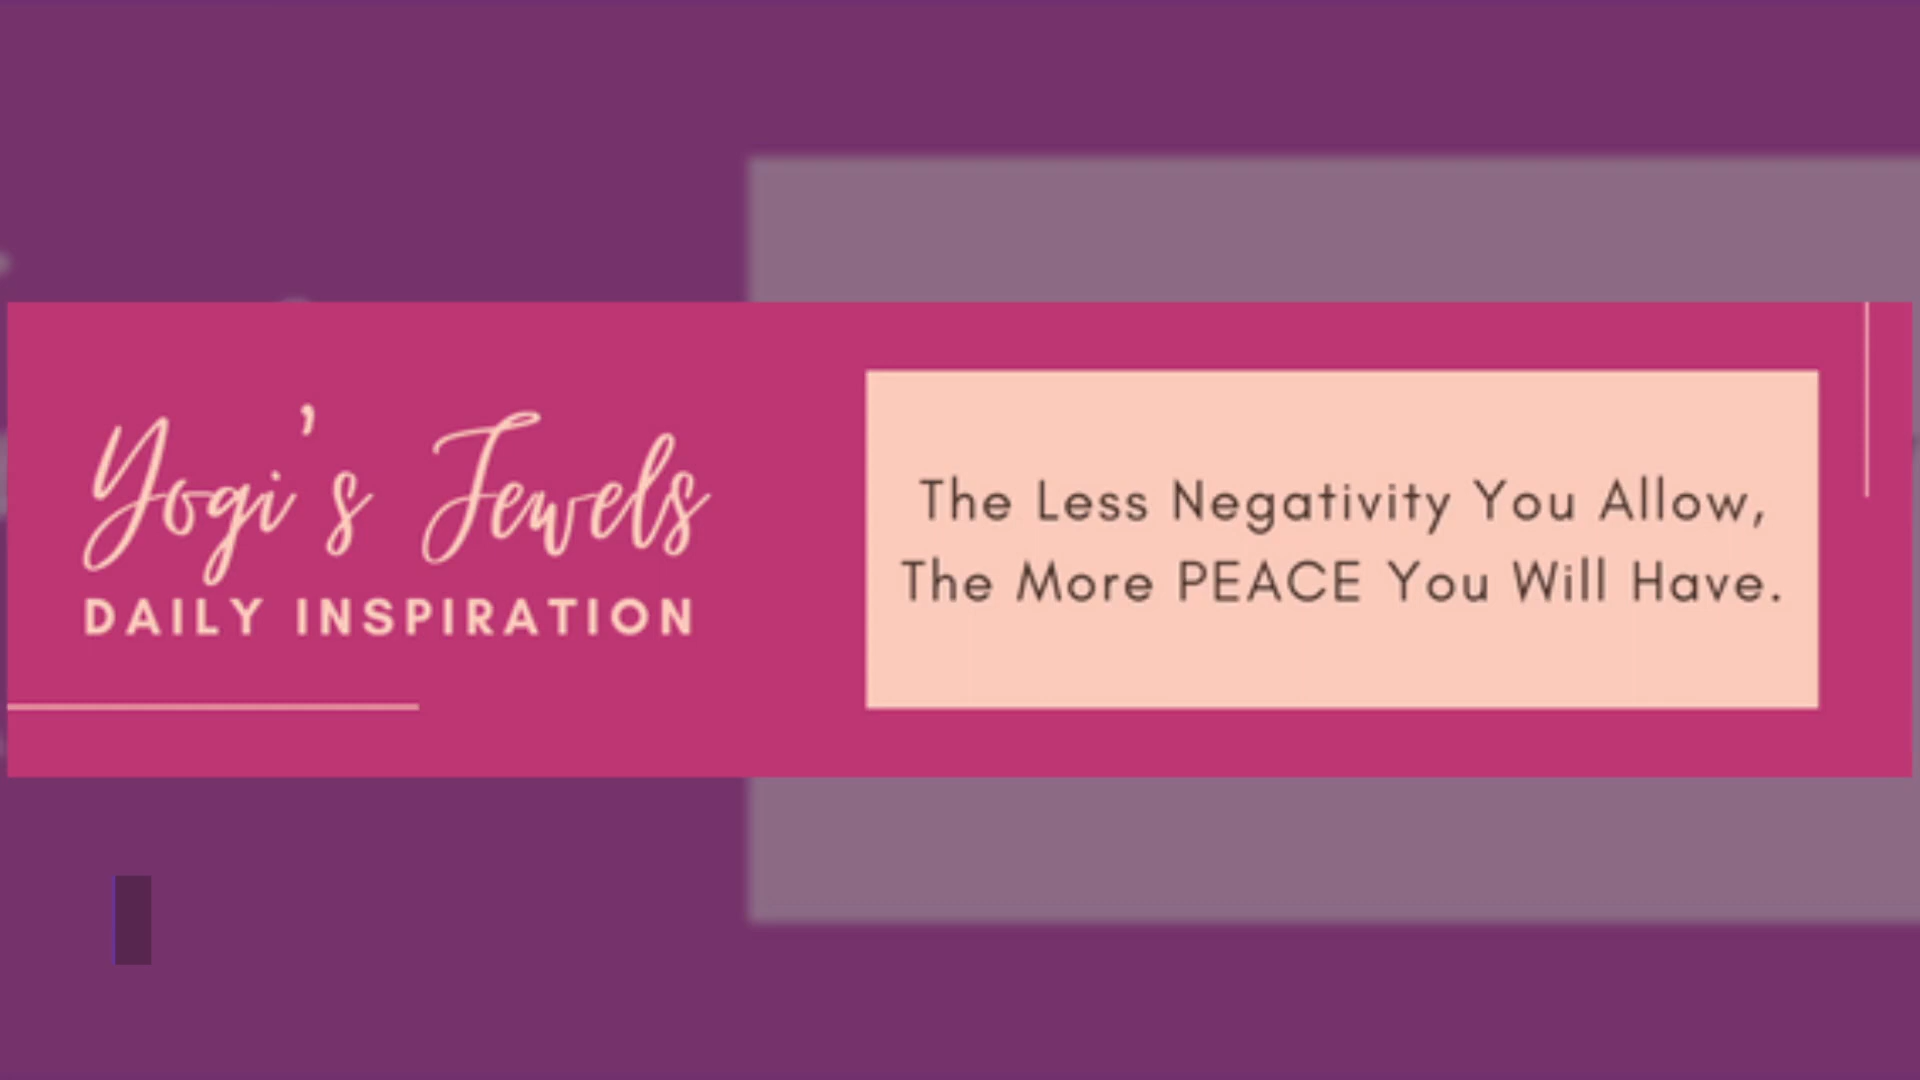 Yogi's Jewels
DAILY INSPIRATION
The Less Negativity You Allow,
The More PEACE You Will Have.